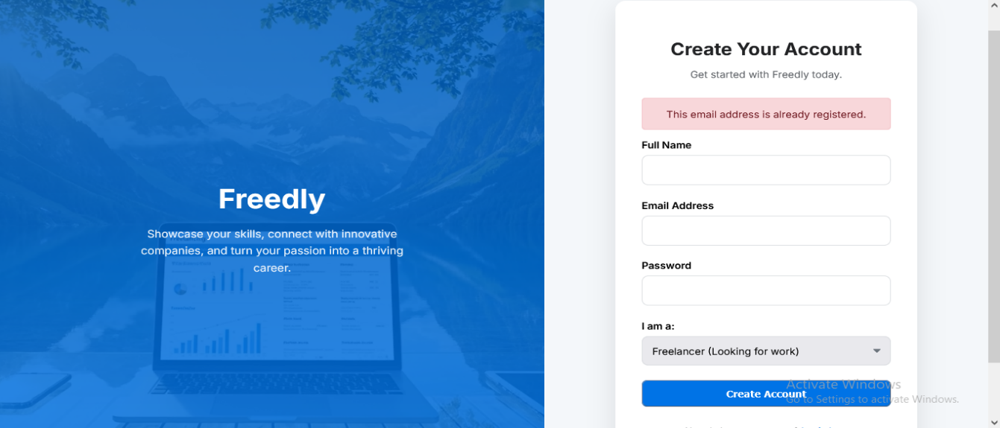 Freedly
Showcase your skills, connect with innovative
companies, and turn your passion into a thriving
career.
Create Your Account
Get started with Freedly today.
This email address is already registered.
Full Name
Email Address
Password
I am a:
Freelancer (Looking for work)
Create Account
Activate Windows
Go to Settings to activate Windows.